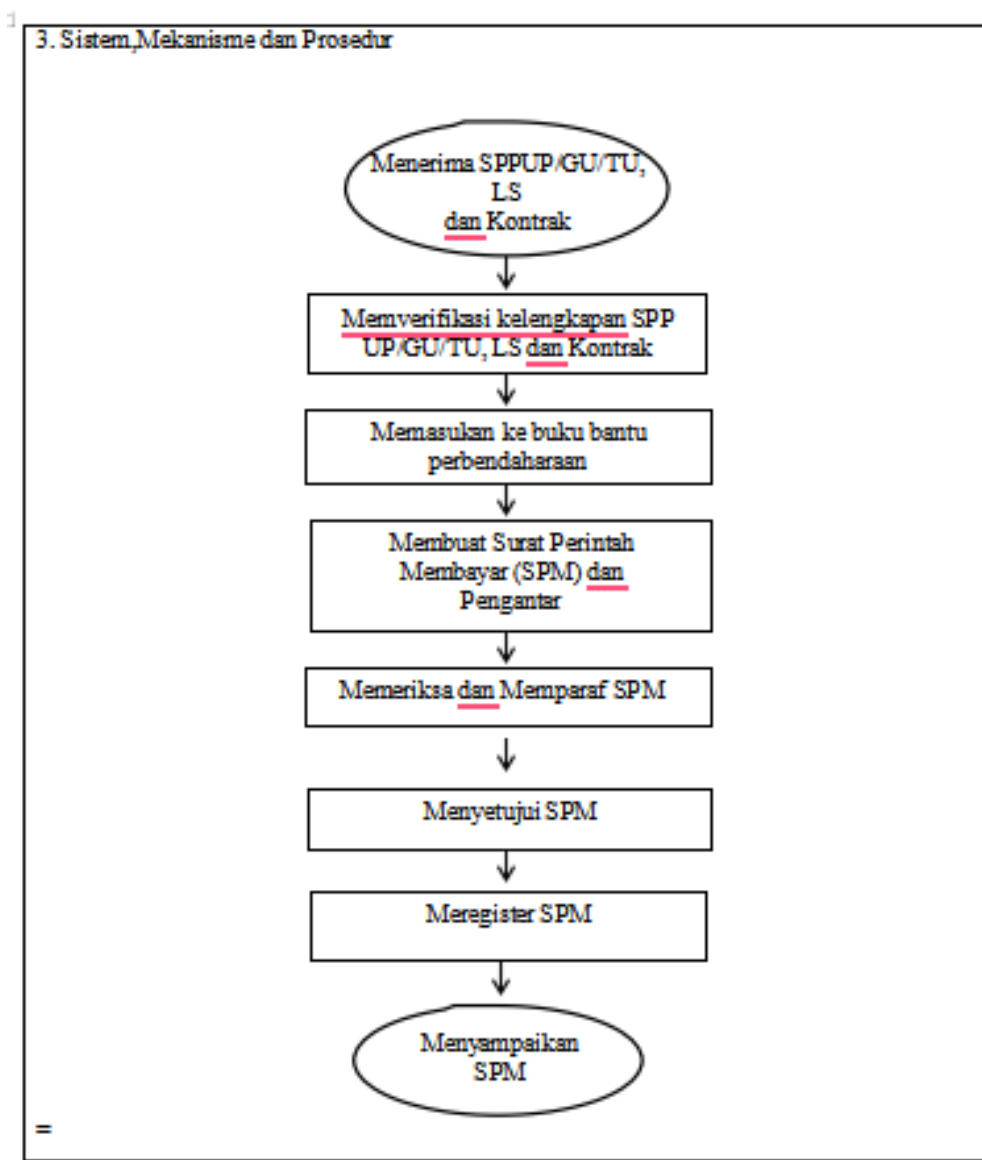 3. Sistem,Mekanisme dan Prosedur
Menerima SPPUP/GU/TU,
LS
dan Kontrak
Memverifikasi kelengkapan SPP
UP/GU/TU, LS dan Kontrak
Memasukan ke buku bantu
perbendaharaan
Membuat Surat Perintah
Membayar (SPM) dan
Pengantar
Memeriksa dan Memparaf SPM
Menyetujui SPM
Meregister SPM
Menyampaikan
SPM
=